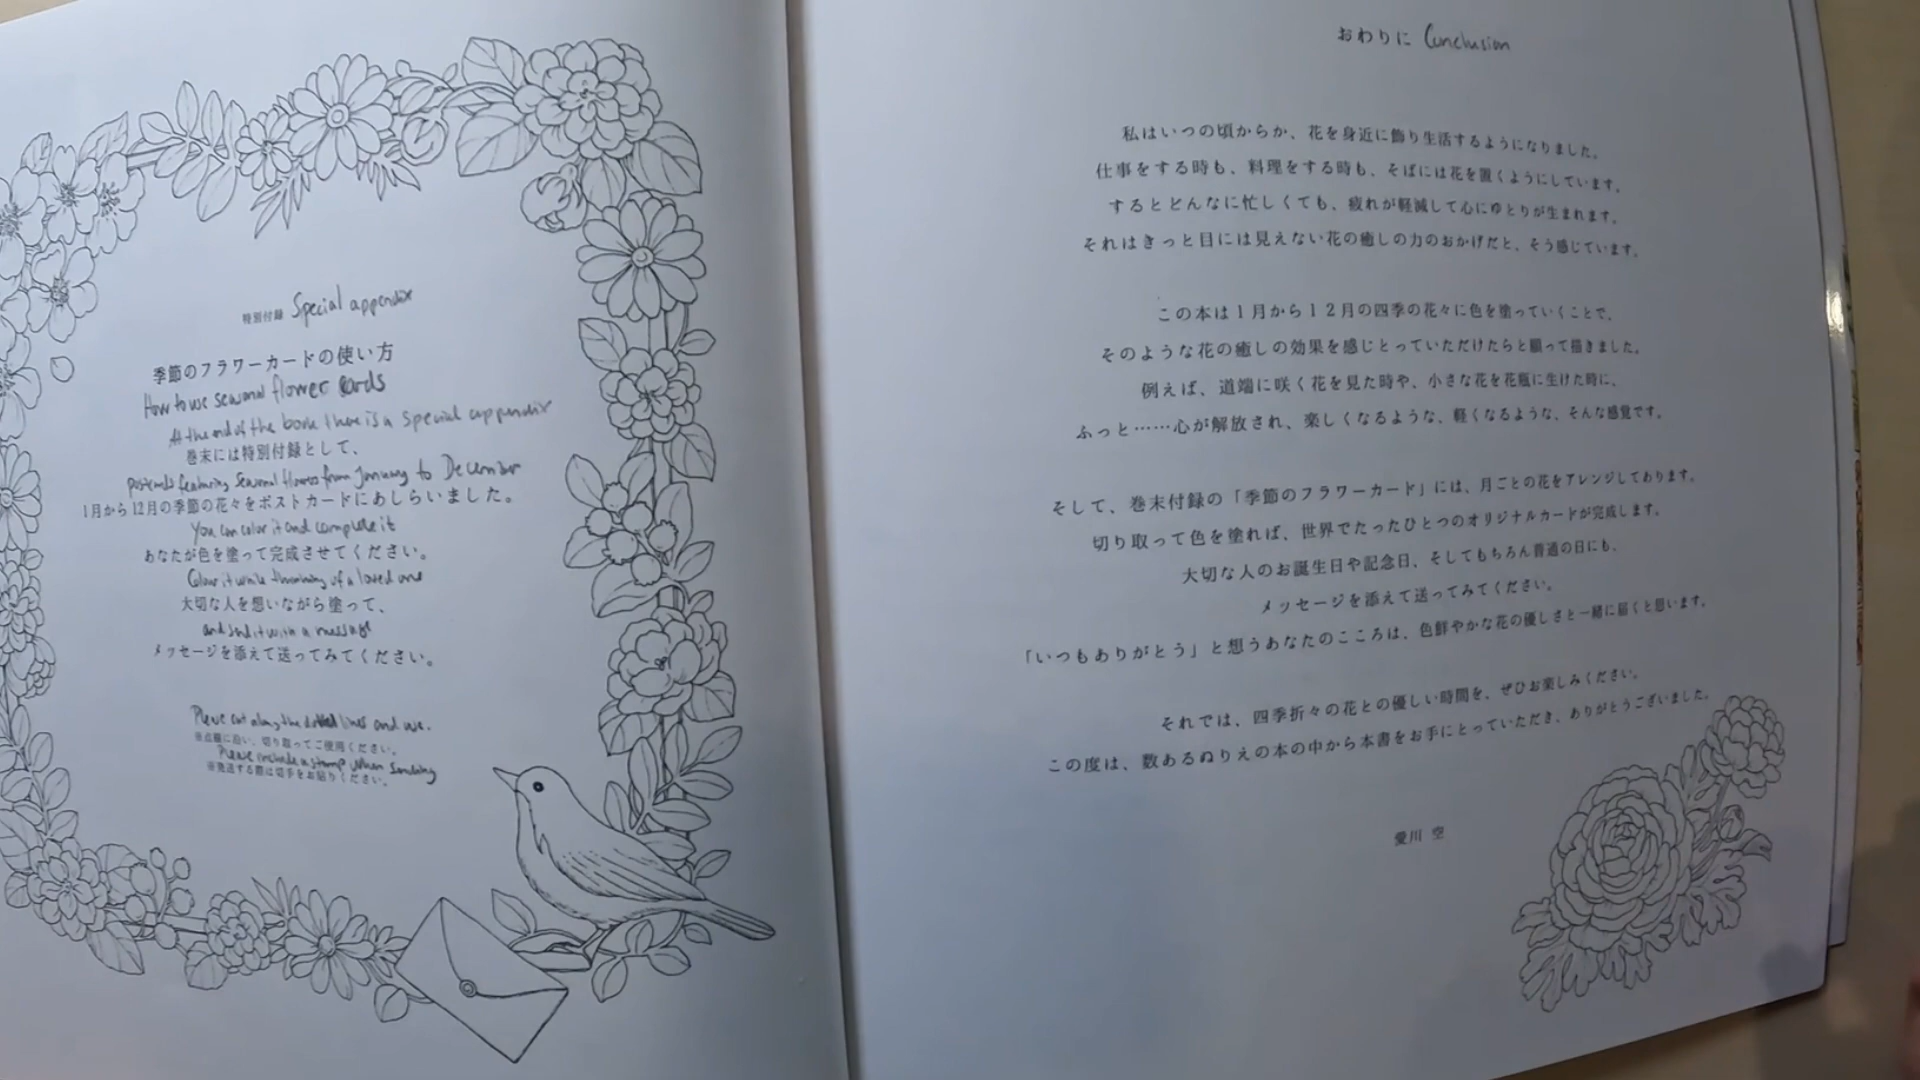 特別付録 Special appendix
季節のフラワーカードの使い方
How to use seasonal flower cards
At the end of the book there is a special appendix
巻末には特別付録として、
postcards featuring seasonal flowers from January to December
1月から12月の季節の花々をポストカードにあしらいました。
You can color it and complete it
あなたが色を塗って完成させてください。
Colour it while thinking of a loved one
大切な人を想いながら塗って、
and send it with a message
メッセージを添えて送ってみてください。
Please cut along the dotted lines and use.
※点線に沿い、切り取ってご使用ください。
Please include a stamp when sending
※発送する際は切手をお貼りください。
おわりに Conclusion
私はいつの頃からか、花を身近に飾り生活するようになりました。
仕事をする時も、料理をする時も、そばには花を置くようにしています。
するとどんなに忙しくても、疲れが軽減して心にゆとりが生まれます。
それはきっと目には見えない花の癒しの力のおかげだと、そう感じています。
この本は1月から12月の四季の花々に色を塗っていくことで、
そのような花の癒しの効果を感じとっていただけたらと願って描きました。
例えば、道端に咲く花を見た時や、小さな花を花瓶に生けた時に、
ふっと……心が解放され、楽しくなるような、軽くなるような、そんな感覚です。
そして、巻末付録の「季節のフラワーカード」には、月ごとの花をアレンジしてあります。
切り取って色を塗れば、世界でたったひとつのオリジナルカードが完成します。
大切な人のお誕生日や記念日、そしてもちろん普通の日にも、
メッセージを添えて送ってみてください。
「いつもありがとう」と想うあなたのこころは、色鮮やかな花の優しさと一緒に届くと思います。
それでは、四季折々の花との優しい時間を、ぜひお楽しみください。
この度は、数あるぬりえの本の中から本書をお手にとっていただき、ありがとうございました。
愛川 空